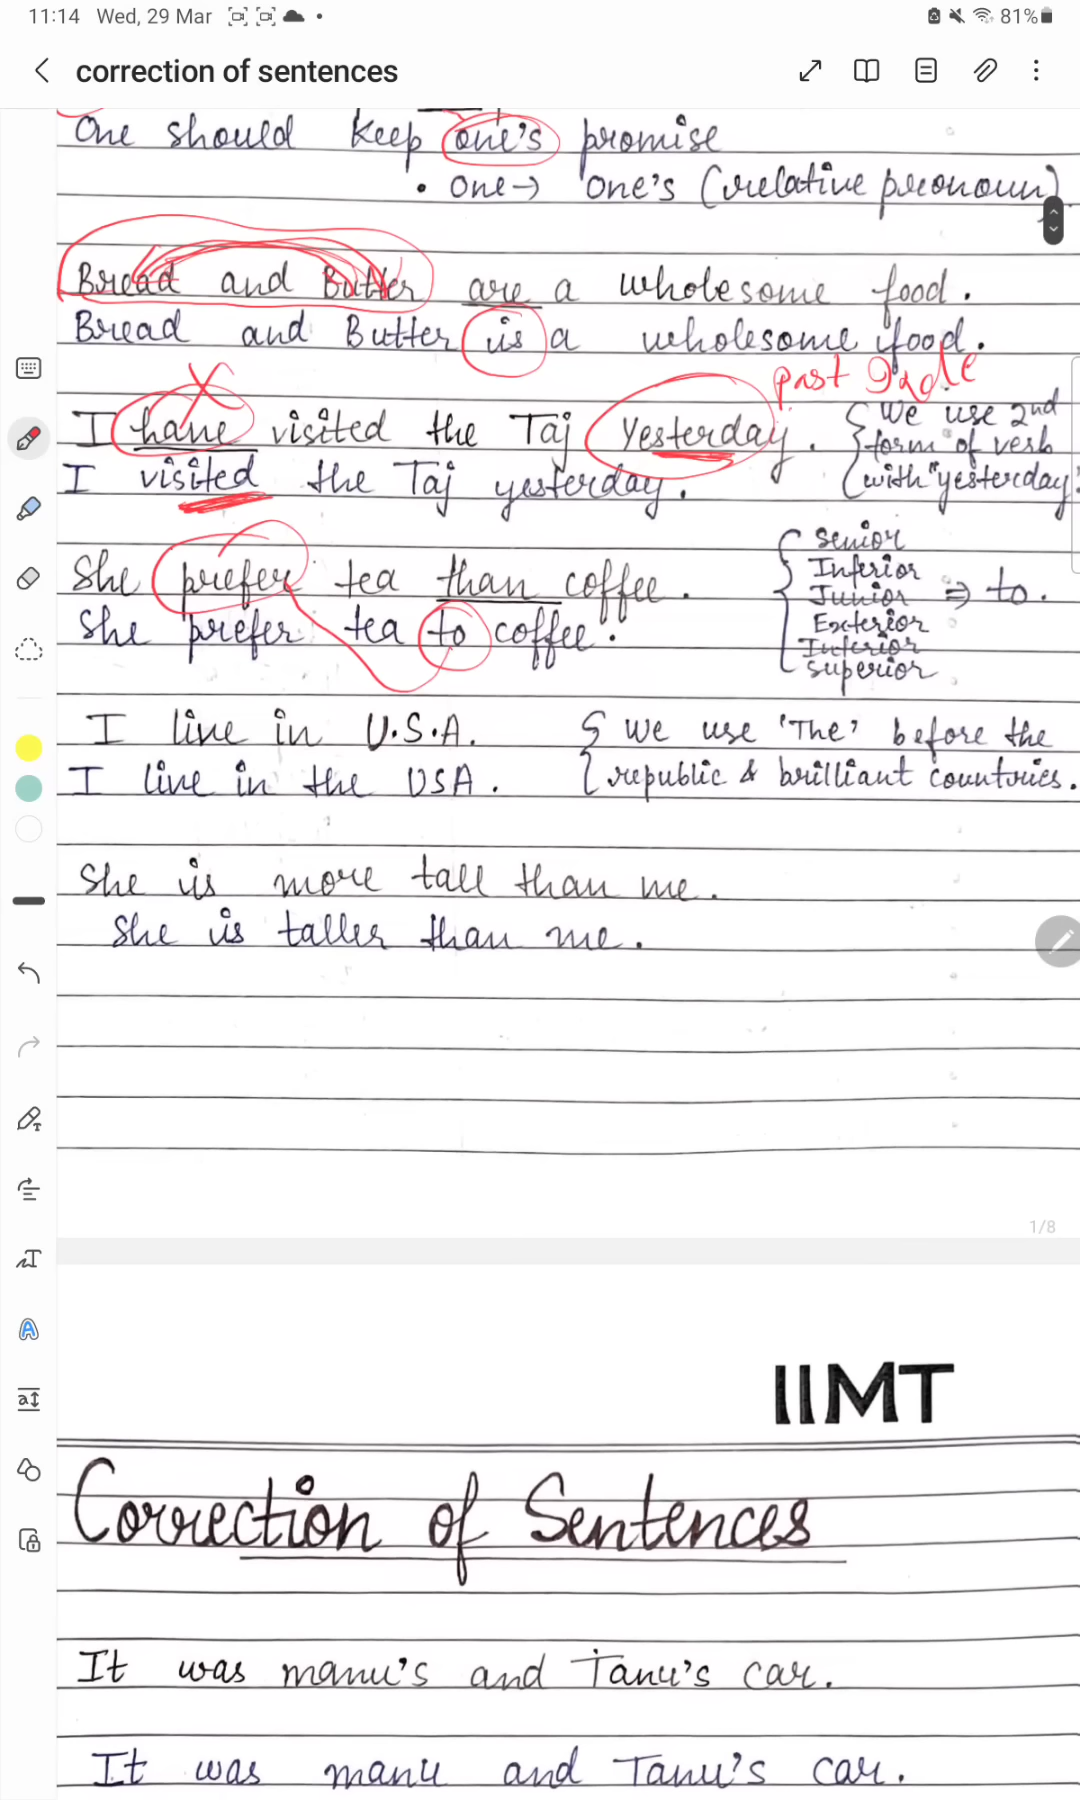 11:14 Wed, 29 Mar 81%
correction of sentences
One should keep one's promise
• one → one's (relative pronoun)
Bread and Butter are a wholesome food.
Bread and Butter is a wholesome food.
past
I have visited the Taj Yesterday. We use 2nd
form of verb
I visited the Taj yesterday. with "yesterday"
Senior
She prefer tea than coffee. Inferior
Junior ⇒ to.
She prefer tea to coffee. Exterior
Superior
I live in U.S.A. We use 'The' before the
I live in the USA. republic & brilliant countries.
She is more tall than me.
She is taller than me.
1/8
IIMT
Correction of Sentences
It was manu's and Tanu's car.
It was manu and Tanu's car.